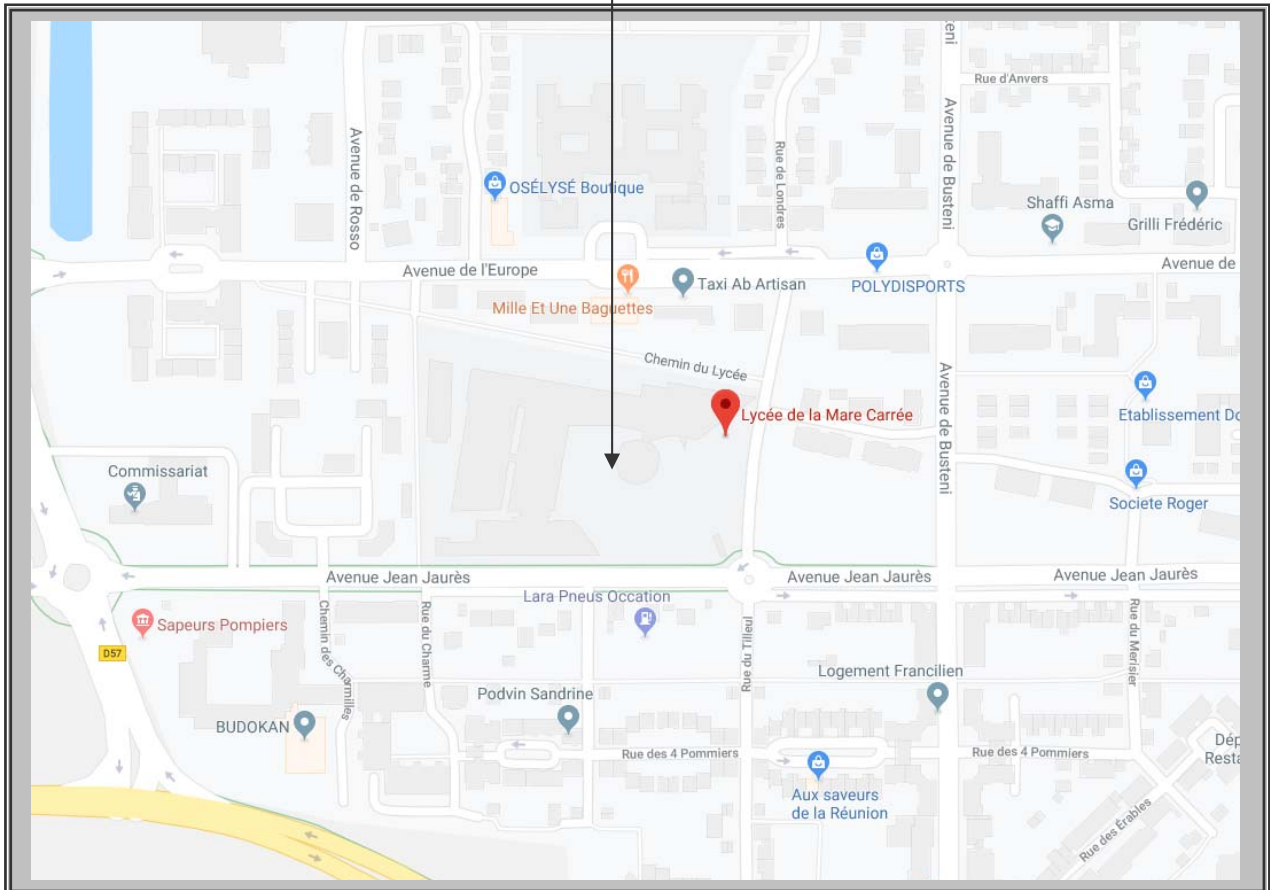 teni
Rue d'Anvers
Avenue de Rosso
Avenue de Busteni
Rue de Londres
OSÉLYSÉ Boutique
Shaffi Asma
Grilli Frédéric
Avenue de l'Europe
Avenue de
Taxi Ab Artisan
POLYDISPORTS
Mille Et Une Baguettes
Chemin du Lycée
Avenue de Busteni
Lycée de la Mare Carrée
Etablissement Do
Commissariat
Societe Roger
Avenue Jean Jaurès
Avenue Jean Jaurès
Avenue Jean Jaurès
Lara Pneus Occation
Sapeurs Pompiers
Chemin des Charmilles
Rue du Charme
Rue du Tilleul
Rue du Merisier
D57
Logement Francilien
Podvin Sandrine
BUDOKAN
Rue des 4 Pommiers
Rue des 4 Pommiers
Dép
Resta
Aux saveurs
de la Réunion
Rue des Érables